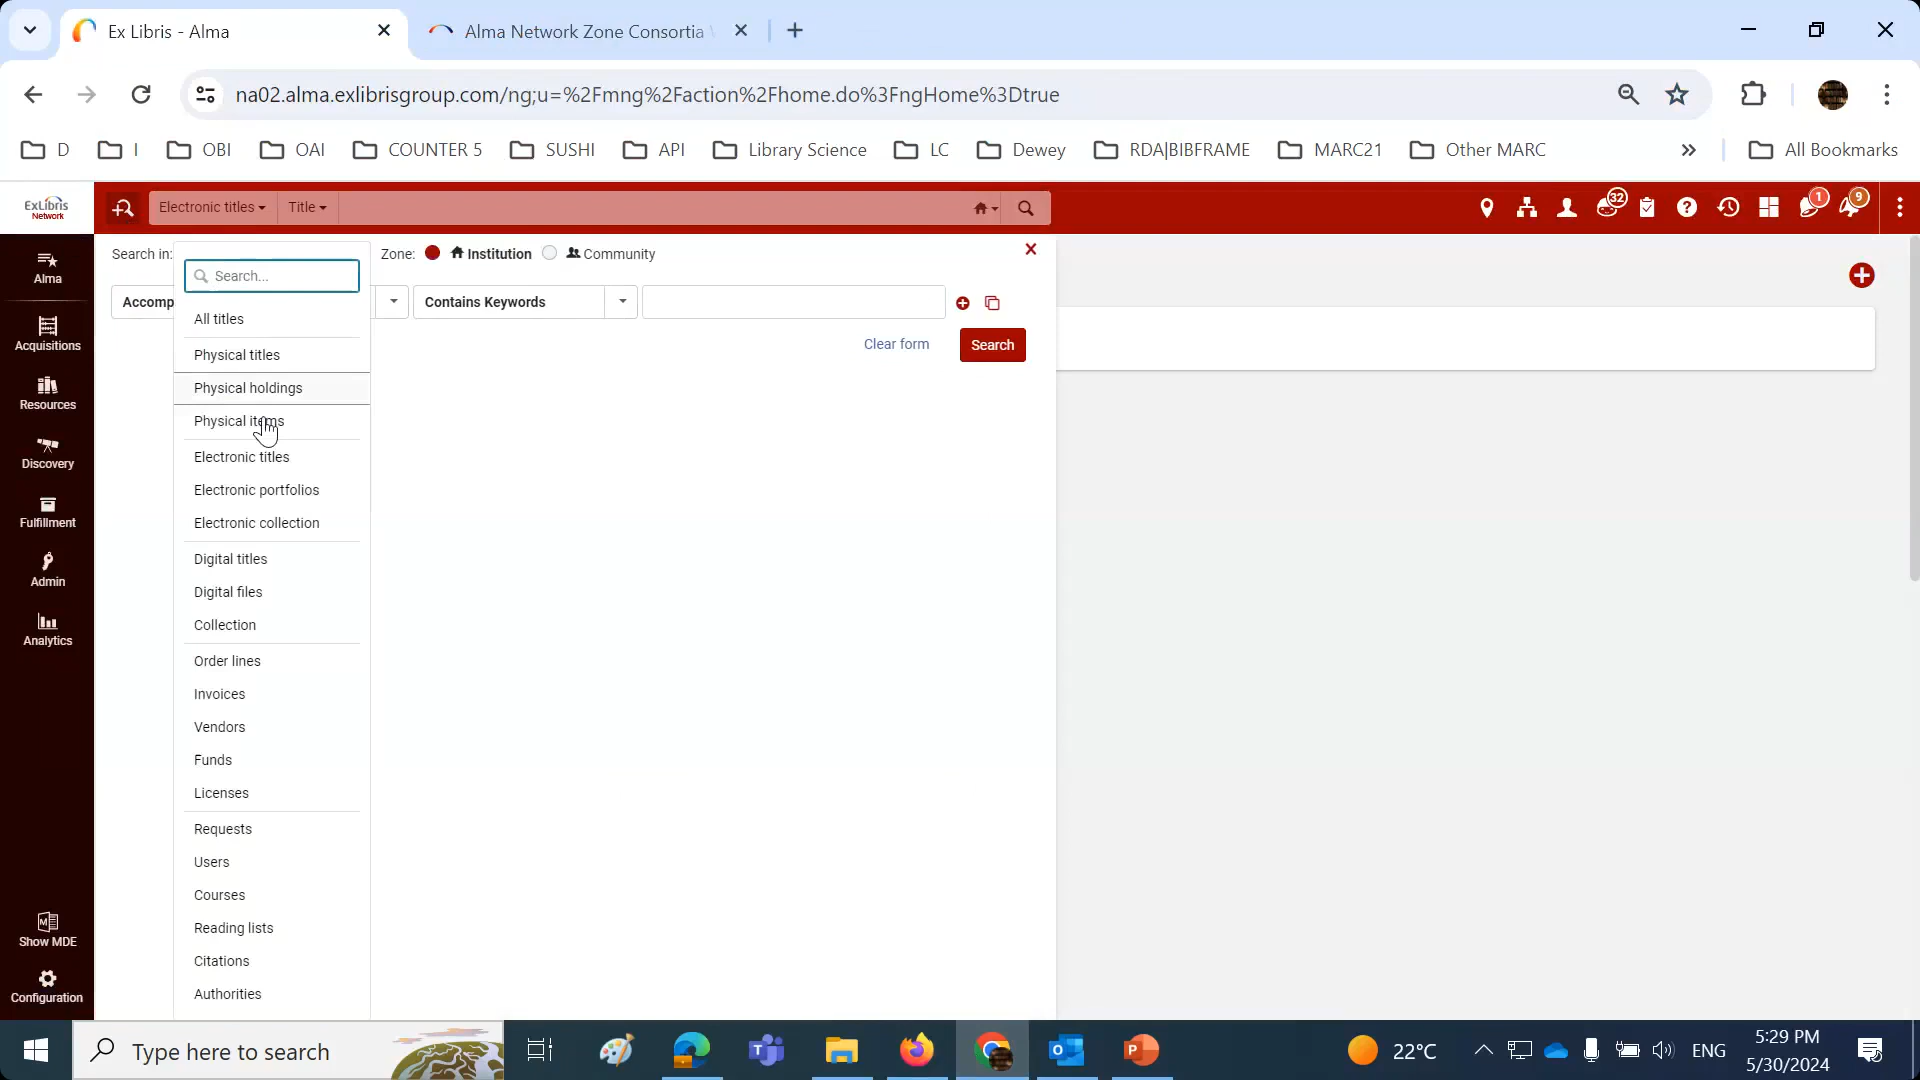 Ex Libris - Alma
Alma Network Zone Consortia
na02.alma.exlibrisgroup.com/ng;u=%2Fmng%2Faction%2Fhome.do%3FngHome%3Dtrue
D
I
OBI
OAI
COUNTER 5
SUSHI
API
Library Science
LC
Dewey
RDA|BIBFRAME
MARC21
Other MARC
»
All Bookmarks
ExLibris
Network
Electronic titles
Title
32
1
9
Alma
Acquisitions
Resources
Discovery
Fulfillment
Admin
Analytics
Show MDE
Configuration
Search in:
Zone:
Institution
Community
Search...
Accomp
Contains Keywords
Clear form
Search
All titles
Physical titles
Physical holdings
Physical items
Electronic titles
Electronic portfolios
Electronic collection
Digital titles
Digital files
Collection
Order lines
Invoices
Vendors
Funds
Licenses
Requests
Users
Courses
Reading lists
Citations
Authorities
Type here to search
22°C
ENG
5:29 PM
5/30/2024